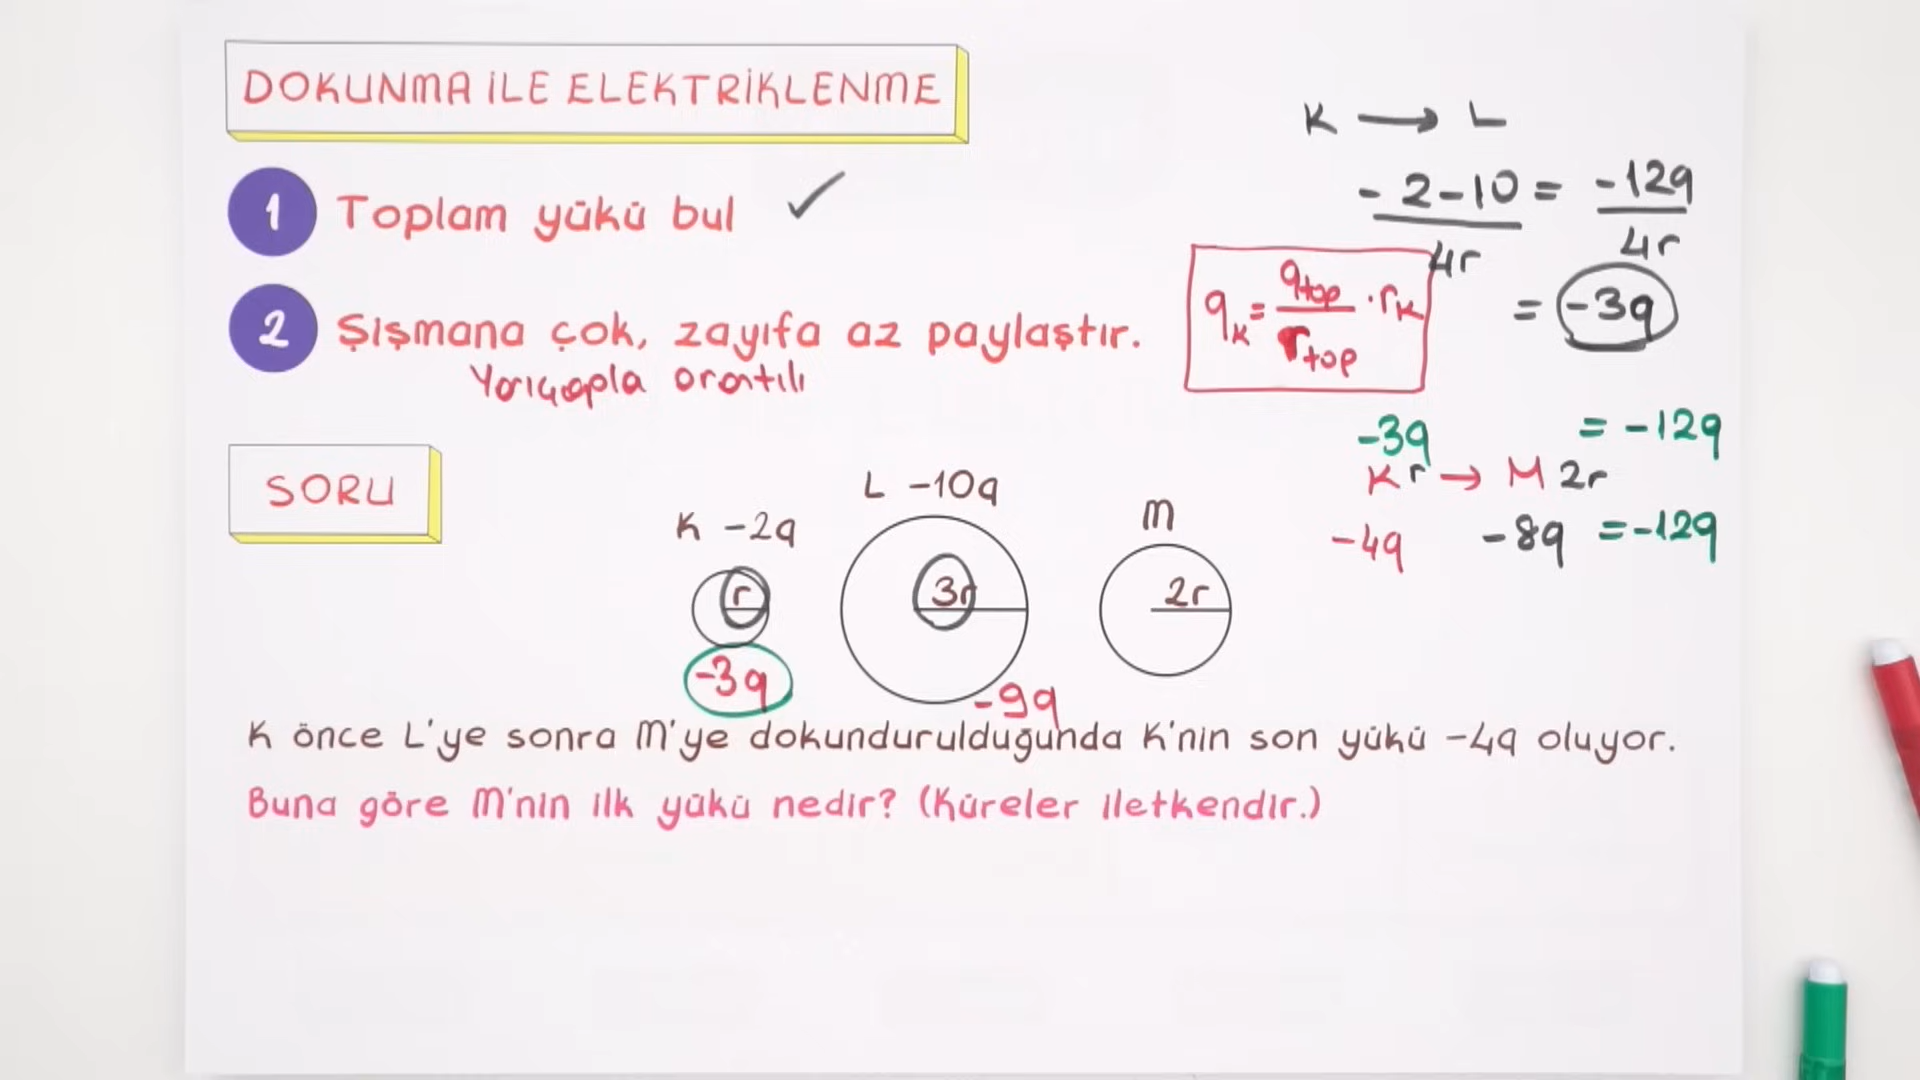 DOKUNMA İLE ELEKTRİKLENME
1 Toplam yükü bul
2 Şişmana çok, zayıfa az paylaştır.
Yarıçapla orantılı
qK = qtop / rtop . rK
K → L
-2-10 = -12q
4r 4r
= -3q
-3q = -12q
K r → M 2r
-4q -8q = -12q
SORU
K -2q
L -10q
M
r
3r
2r
-3q
-9q
K önce L'ye sonra M'ye dokundurulduğunda K'nin son yükü -4q oluyor.
Buna göre M'nin ilk yükü nedir? (Küreler iletkendir.)